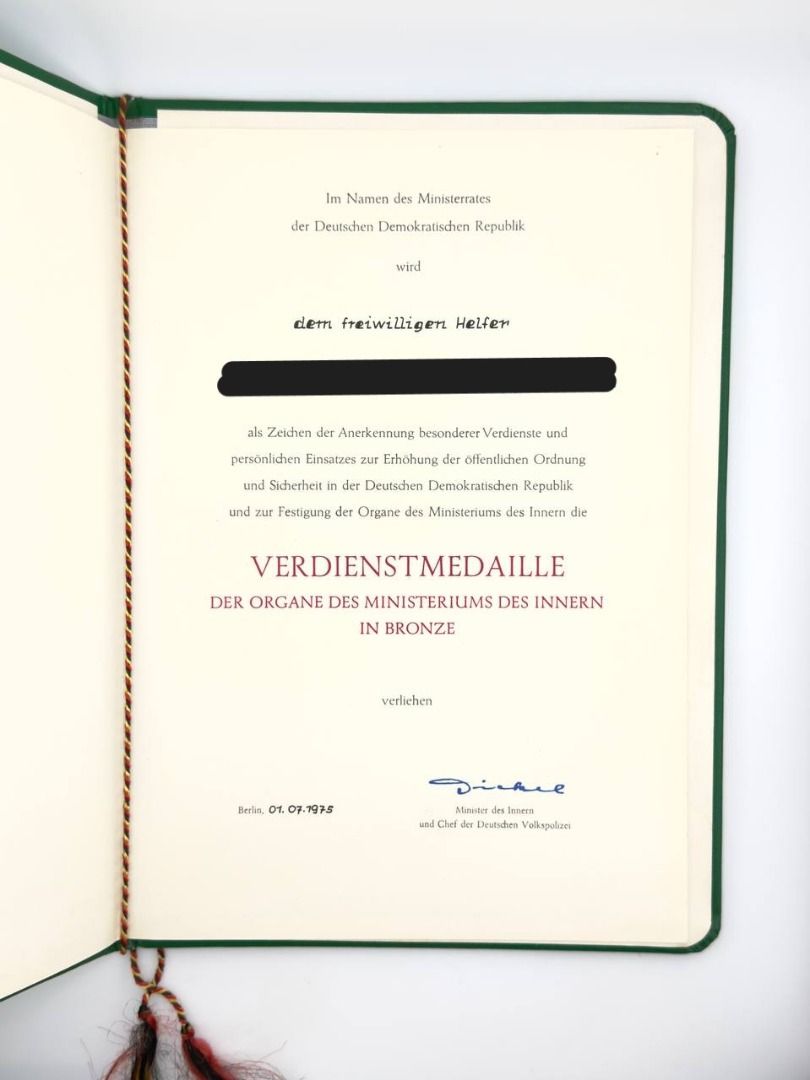 Im Namen des Ministerrates
der Deutschen Demokratischen Republik
wird
dem freiwilligen Helfer
als Zeichen der Anerkennung besonderer Verdienste und
persönlichen Einsatzes zur Erhöhung der öffentlichen Ordnung
und Sicherheit in der Deutschen Demokratischen Republik
und zur Festigung der Organe des Ministeriums des Innern die
VERDIENSTMEDAILLE
DER ORGANE DES MINISTERIUMS DES INNERN
IN BRONZE
verliehen
Dickel
Berlin, 01.07.1975
Minister des Innern
und Chef der Deutschen Volkspolizei